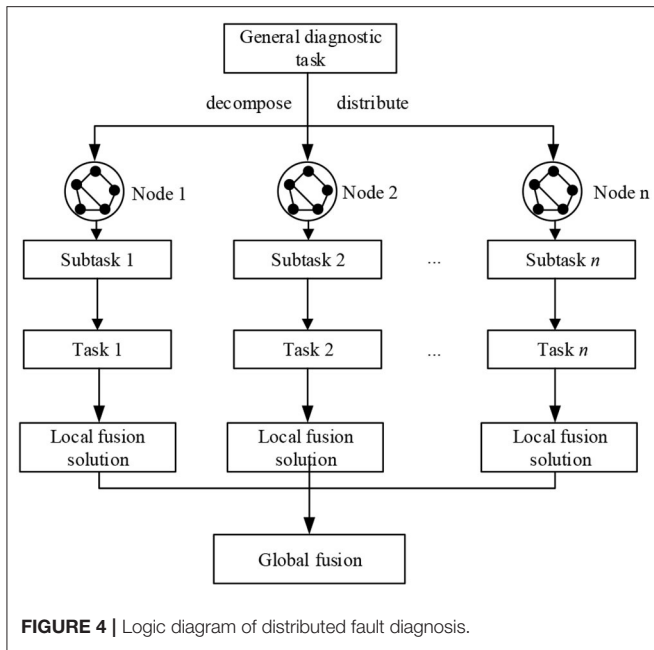 General diagnostic
task
decompose distribute
Node 1 Node 2 Node n
Subtask 1 Subtask 2 ... Subtask n
Task 1 Task 2 ... Task n
Local fusion Local fusion Local fusion
solution solution solution
Global fusion
FIGURE 4 | Logic diagram of distributed fault diagnosis.